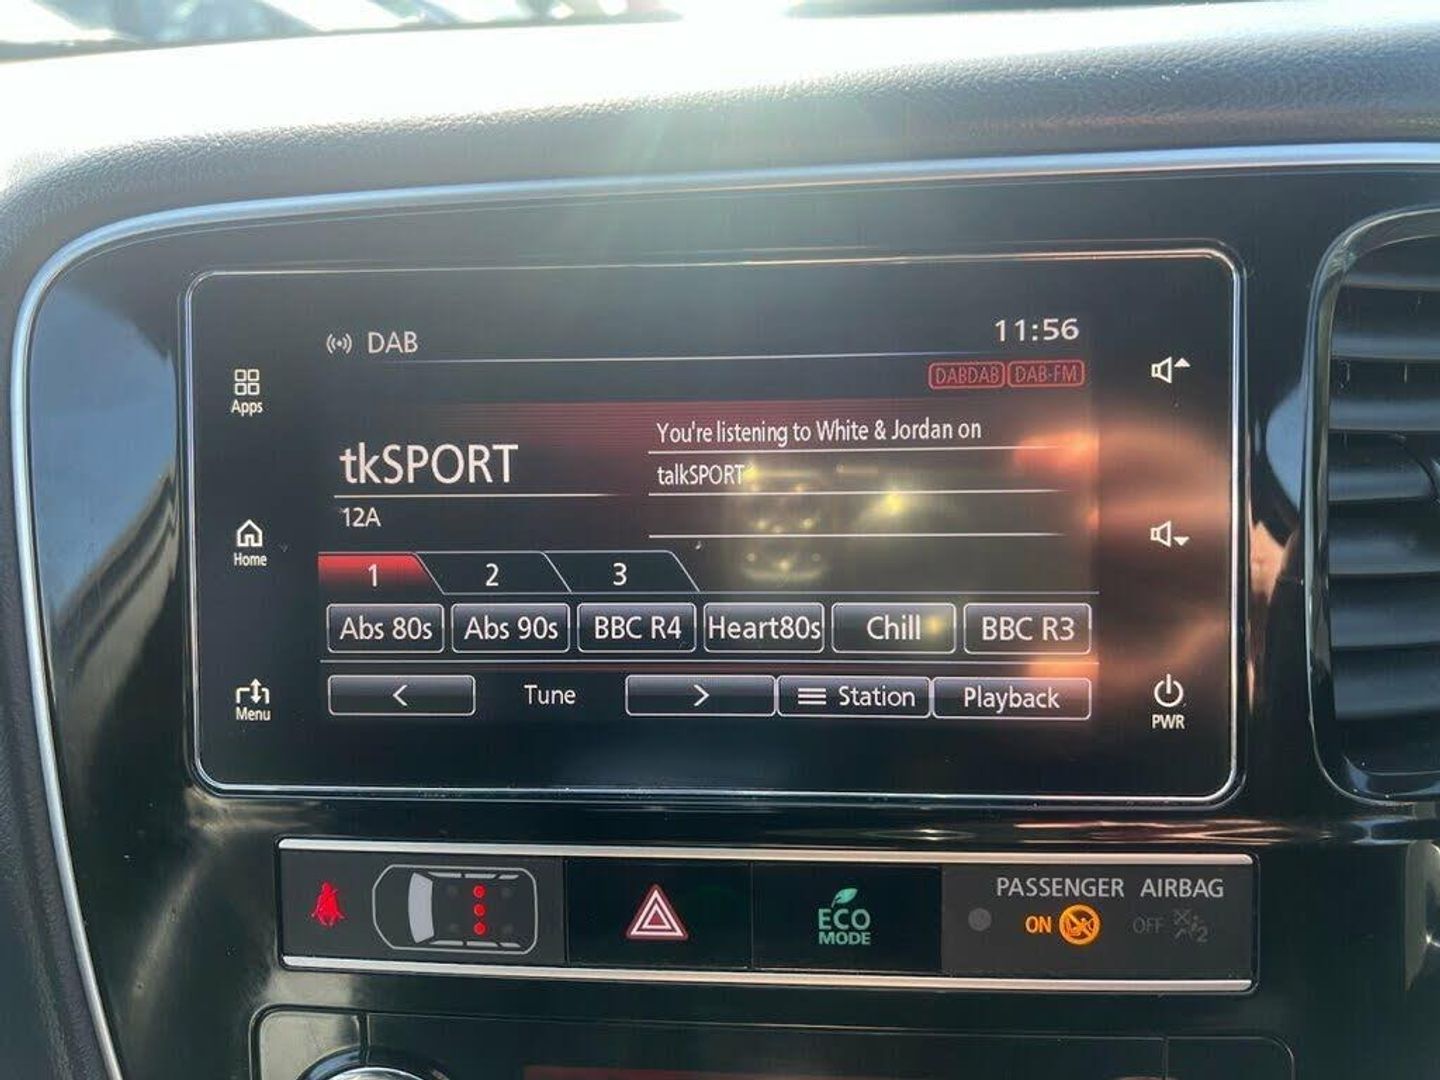 DAB
11:56
DABDAB DAB-FM
Apps
You're listening to White & Jordan on
tkSPORT
talkSPORT
12A
Home
1 2 3
Abs 80s Abs 90s BBC R4 Heart80s Chill BBC R3
< Tune > Station Playback
Menu
PWR
PASSENGER AIRBAG
ECO
MODE
ON OFF 2